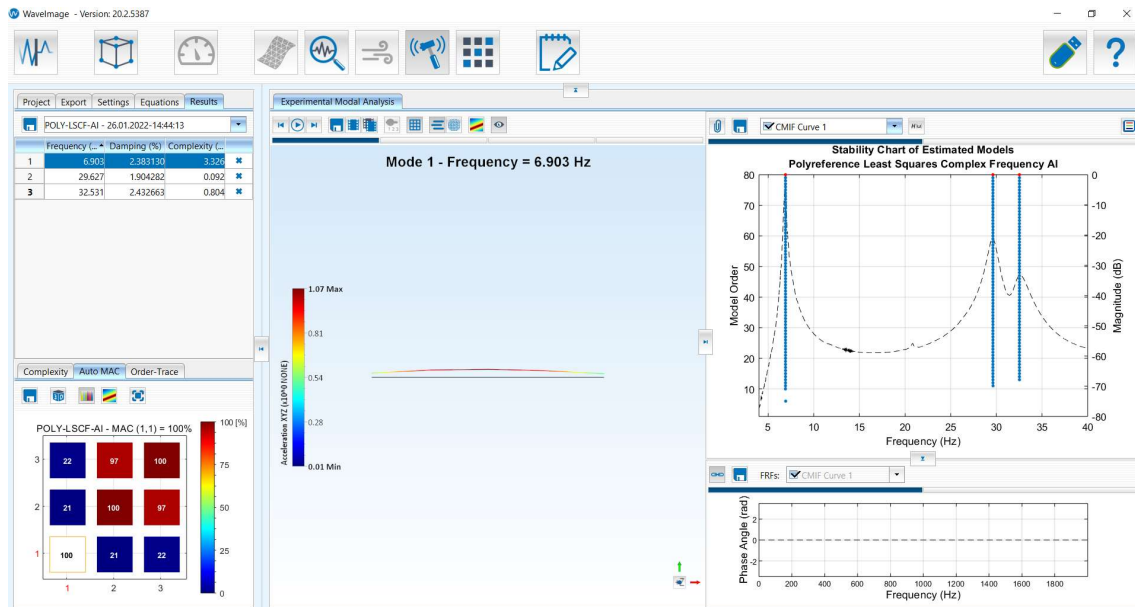 WaveImage - Version: 20.2.5387
Project Export Settings Equations Results
POLY-LSCF-AI - 26.01.2022-14:44:13
Frequency (... Damping (%) Complexity (...
1 6.903 2.383130 3.326
2 29.627 1.904282 0.092
3 32.531 2.432663 0.804
Complexity Auto MAC Order-Trace
POLY-LSCF-AI - MAC (1,1) = 100%
3 22 97 100
2 21 100 97
1 100 21 22
1 2 3
100 [%]
75
50
25
0
Experimental Modal Analysis
Mode 1 - Frequency = 6.903 Hz
Acceleration XYZ (x10^0 NONE)
1.07 Max
0.81
0.54
0.28
0.01 Min
CMIF Curve 1
Stability Chart of Estimated Models
Polyreference Least Squares Complex Frequency AI
Model Order
80
70
60
50
40
30
20
10
0
-10
-20
-30
-40
-50
-60
-70
-80
Magnitude (dB)
5 10 15 20 25 30 35 40
Frequency (Hz)
FRFs: CMIF Curve 1
Phase Angle (rad)
2
0
-2
0 200 400 600 800 1000 1200 1400 1600 1800
Frequency (Hz)